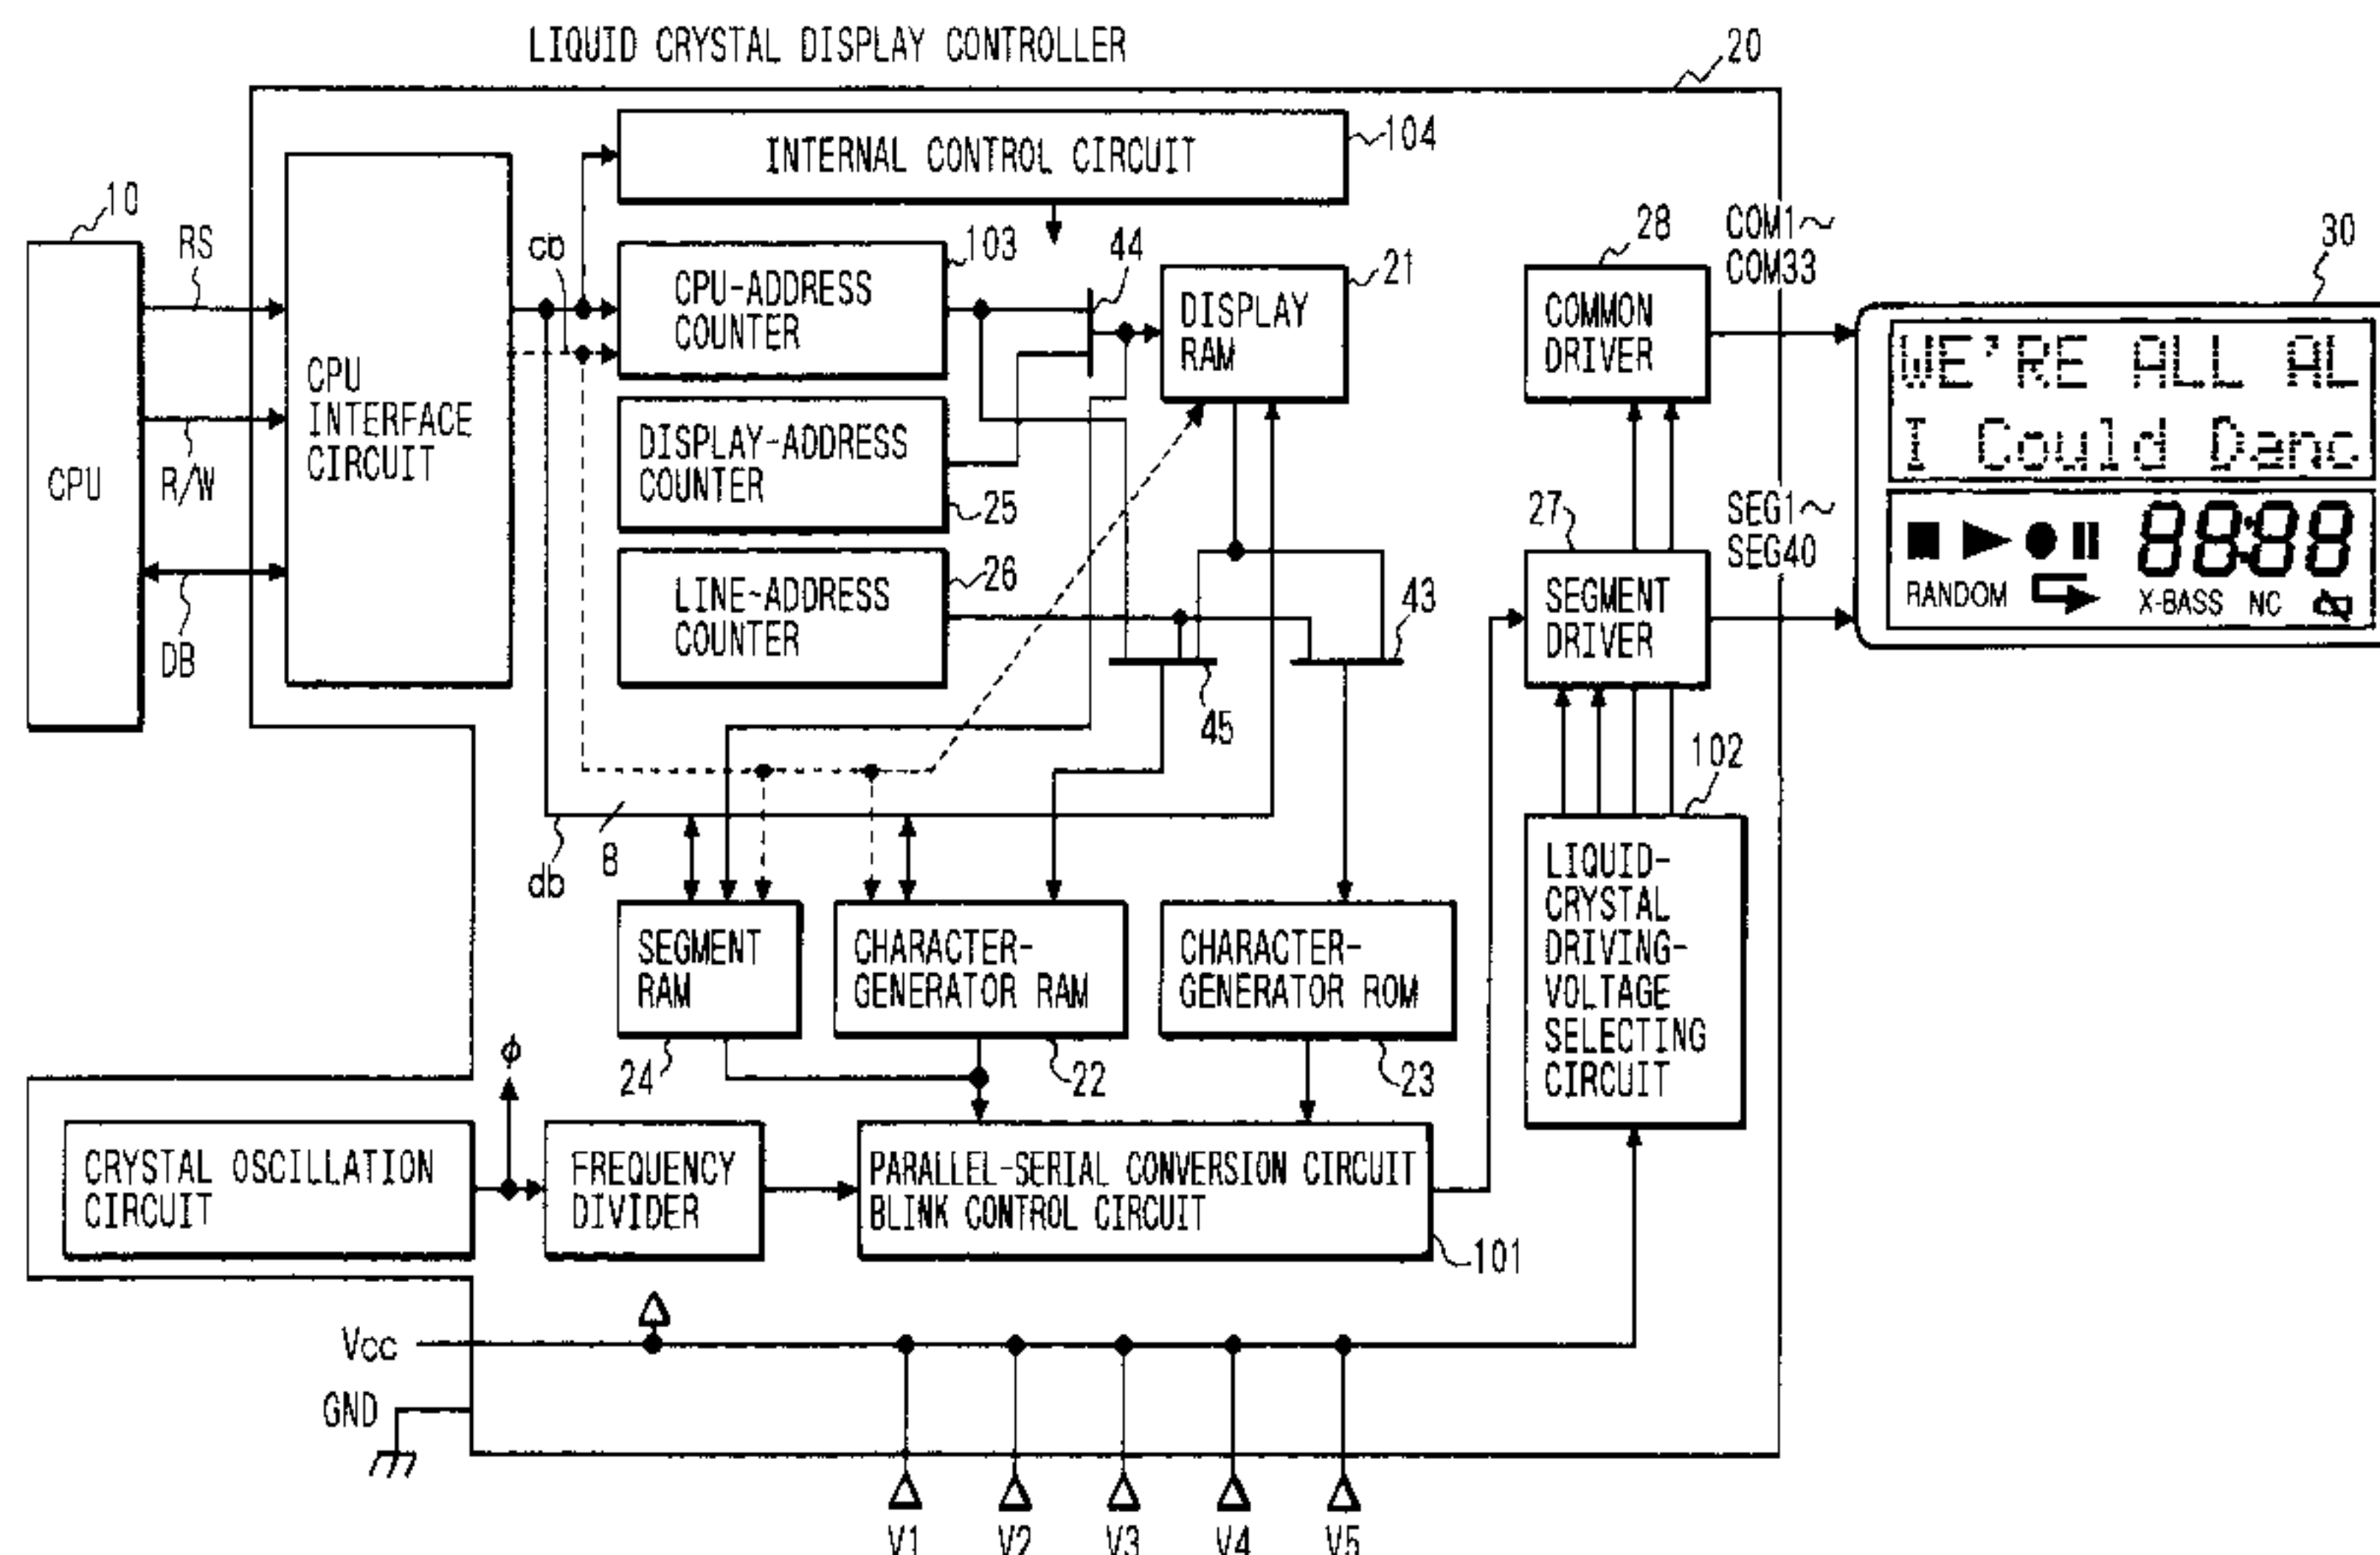 LIQUID CRYSTAL DISPLAY CONTROLLER
20
INTERNAL CONTROL CIRCUIT
104
10
RS
cb
CPU-ADDRESS
COUNTER
103
44
DISPLAY
RAM
21
COMMON
DRIVER
28
COM1~
COM33
30
WE'RE ALL AL
I Could Danc
CPU
INTERFACE
CIRCUIT
CPU
R/W
DB
DISPLAY-ADDRESS
COUNTER
25
LINE-ADDRESS
COUNTER
26
27
SEGMENT
DRIVER
SEG1~
SEG40
88:88
RANDOM
X-BASS
NC
43
45
102
db
8
SEGMENT
RAM
24
CHARACTER-
GENERATOR RAM
22
CHARACTER-
GENERATOR ROM
23
LIQUID-
CRYSTAL
DRIVING-
VOLTAGE
SELECTING
CIRCUIT
ϕ
CRYSTAL OSCILLATION
CIRCUIT
FREQUENCY
DIVIDER
PARALLEL-SERIAL CONVERSION CIRCUIT
BLINK CONTROL CIRCUIT
101
Vcc
GND
V1
V2
V3
V4
V5